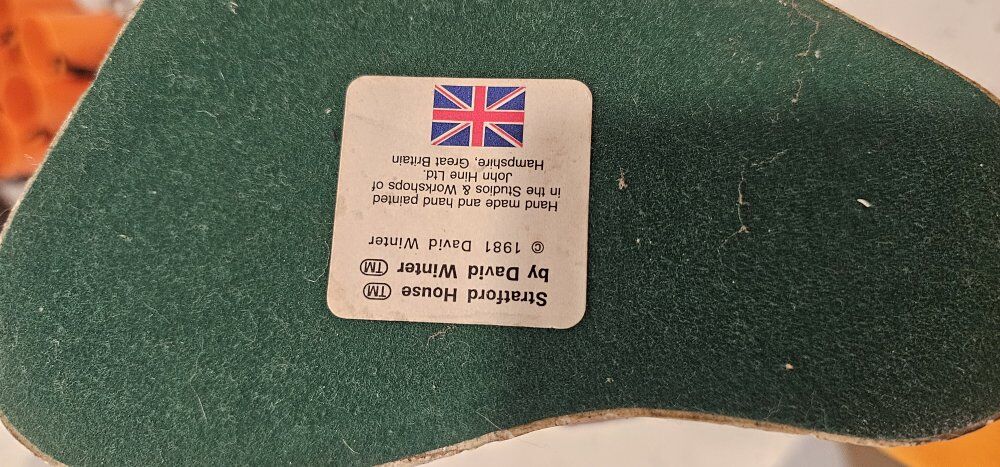 Stratford House ™
by David Winter ™
© 1981 David Winter
Hand made and hand painted
in the Studios & Workshops of
John Hine Ltd.
Hampshire, Great Britain